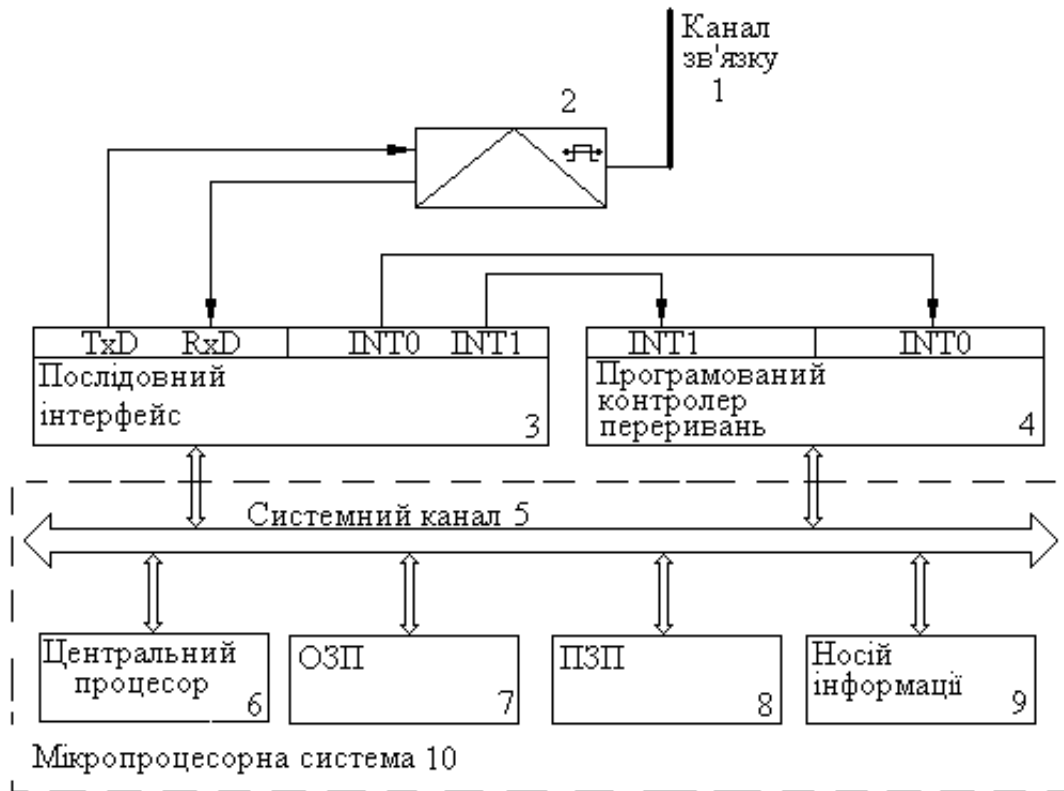 Канал
зв'язку
1
2
TxD RxD INT0 INT1
Послідовний
інтерфейс
3
INT1 INT0
Програмований
контролер
переривань
4
Системний канал 5
Центральний
процесор
6
ОЗП
7
ПЗП
8
Носій
інформації
9
Мікропроцесорна система 10